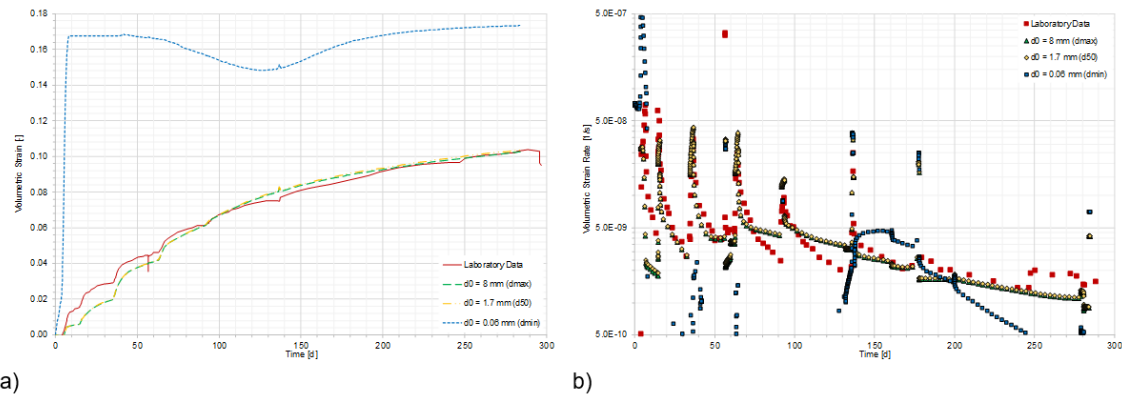 0.18
0.16
0.14
0.12
0.10
0.08
0.06
0.04
0.02
0.00
Volumetric Strain [-]
0 50 100 150 200 250 300
Time [d]
Laboratory Data
d0 = 8 mm (dmax)
d0 = 1.7 mm (d50)
d0 = 0.06 mm (dmin)
a)
5.0E-07
5.0E-08
5.0E-09
5.0E-10
Volumetric Strain Rate [1/s]
0 50 100 150 200 250 300
Time [d]
Laboratory Data
d0 = 8 mm (dmax)
d0 = 1.7 mm (d50)
d0 = 0.06 mm (dmin)
b)